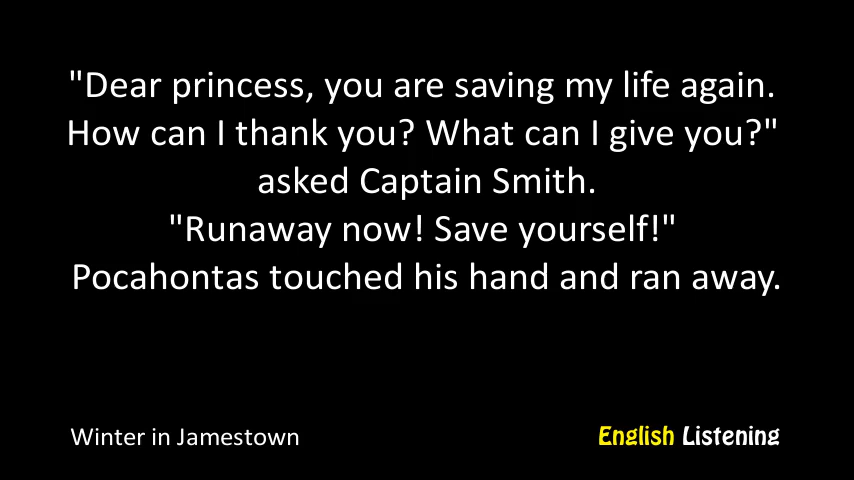 "Dear princess, you are saving my life again.
How can I thank you? What can I give you?"
asked Captain Smith.
"Runaway now! Save yourself!"
Pocahontas touched his hand and ran away.
Winter in Jamestown
English Listening